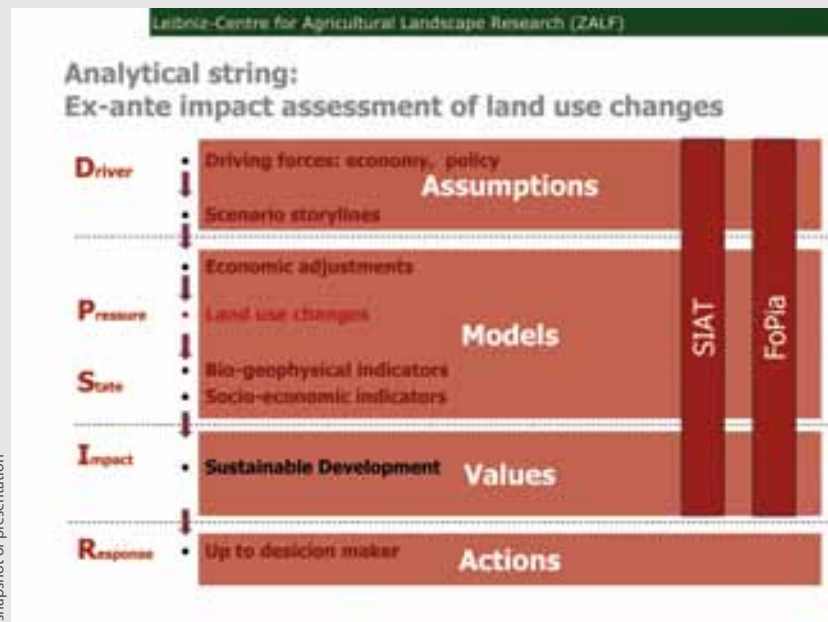 Leibniz-Centre for Agricultural Landscape Research (ZALF)
Analytical string:
Ex-ante impact assessment of land use changes
Driver
• Driving forces: economy, policy
Assumptions
• Scenario storylines
• Economic adjustments
Pressure
• Land use changes
Models
State
• Bio-geophysical indicators
• Socio-economic indicators
Impact
• Sustainable Development
Values
Response
• Up to desicion maker
Actions
SIAT
FoPia
snapshot of presentation